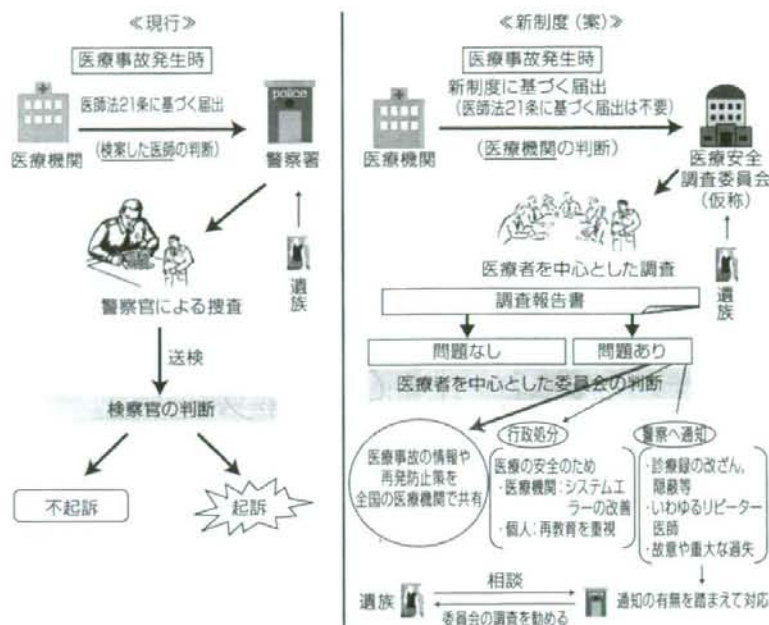 ≪現行≫
医療事故発生時
医師法21条に基づく届出
police
医療機関
(検案した医師の判断)
警察署
遺族
警察官による捜査
送検
検察官の判断
不起訴
起訴
≪新制度(案)≫
医療事故発生時
新制度に基づく届出
(医師法21条に基づく届出は不要)
医療機関
(医療機関の判断)
医療安全
調査委員会
(仮称)
遺族
医療者を中心とした調査
調査報告書
問題なし
問題あり
医療者を中心とした委員会の判断
医療事故の情報や
再発防止策を
全国の医療機関で共有
行政処分
医療の安全のため
・医療機関:システムエ
ラーの改善
・個人:再教育を重視
警察へ通知
・診療録の改ざん、
隠蔽等
・いわゆるリピーター
医師
・故意や重大な過失
遺族
相談
委員会の調査を勧める
通知の有無を踏まえて対応